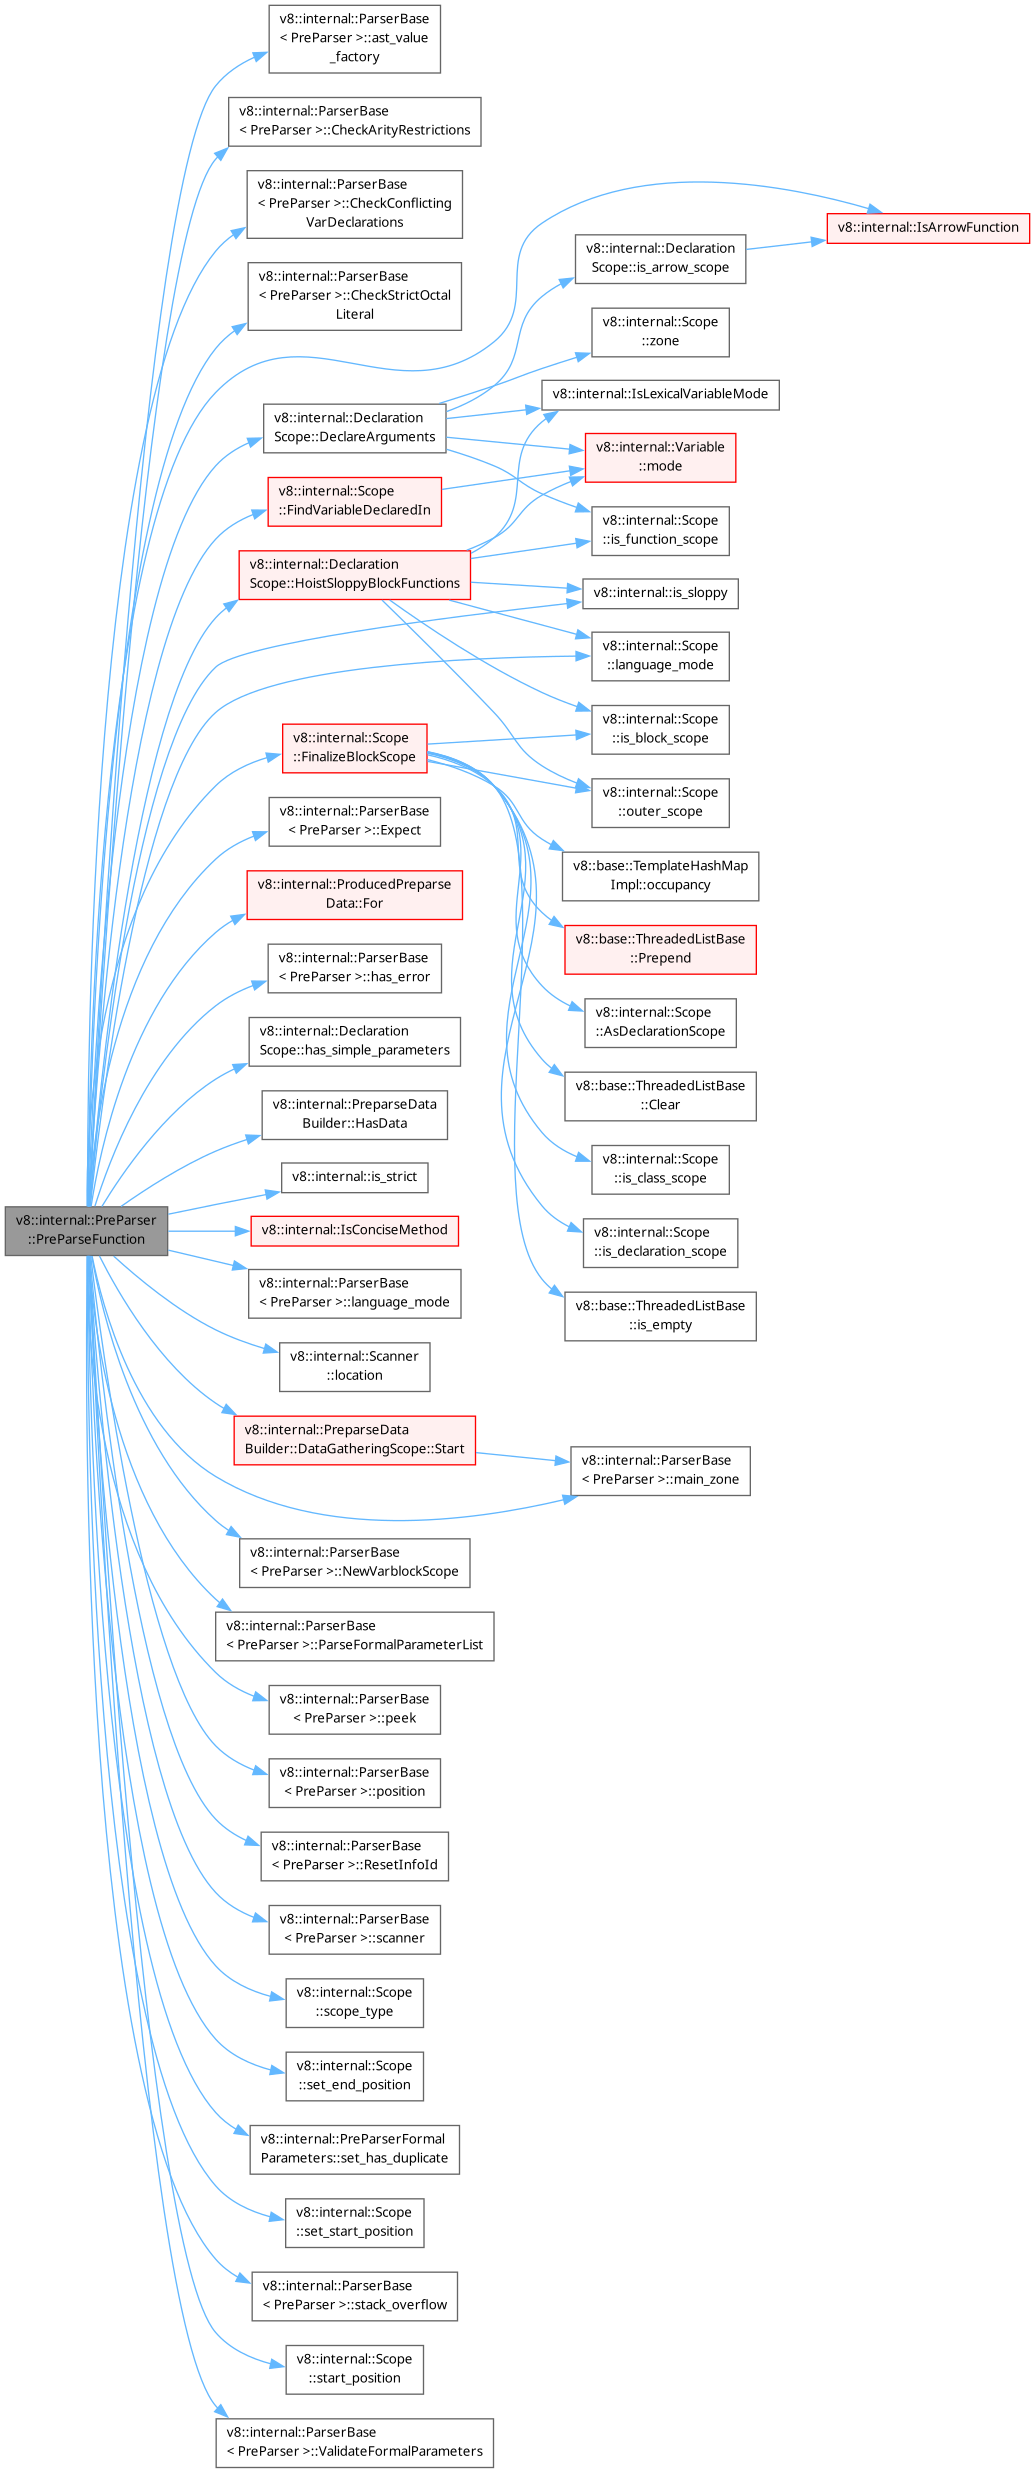 v8::internal::ParserBase
< PreParser >::ast_value
_factory
v8::internal::ParserBase
< PreParser >::CheckArityRestrictions
v8::internal::ParserBase
< PreParser >::CheckConflicting
VarDeclarations
v8::internal::IsArrowFunction
v8::internal::Declaration
Scope::is_arrow_scope
v8::internal::ParserBase
< PreParser >::CheckStrictOctal
Literal
v8::internal::Scope
::zone
v8::internal::IsLexicalVariableMode
v8::internal::Declaration
Scope::DeclareArguments
v8::internal::Variable
::mode
v8::internal::Scope
::FindVariableDeclaredIn
v8::internal::Scope
::is_function_scope
v8::internal::Declaration
Scope::HoistSloppyBlockFunctions
v8::internal::is_sloppy
v8::internal::Scope
::language_mode
v8::internal::Scope
::is_block_scope
v8::internal::Scope
::FinalizeBlockScope
v8::internal::Scope
::outer_scope
v8::internal::ParserBase
< PreParser >::Expect
v8::base::TemplateHashMap
Impl::occupancy
v8::internal::ProducedPreparse
Data::For
v8::base::ThreadedListBase
::Prepend
v8::internal::ParserBase
< PreParser >::has_error
v8::internal::Scope
::AsDeclarationScope
v8::internal::Declaration
Scope::has_simple_parameters
v8::base::ThreadedListBase
::Clear
v8::internal::PreparseData
Builder::HasData
v8::internal::Scope
::is_class_scope
v8::internal::is_strict
v8::internal::PreParser
::PreParseFunction
v8::internal::IsConciseMethod
v8::internal::Scope
::is_declaration_scope
v8::internal::ParserBase
< PreParser >::language_mode
v8::base::ThreadedListBase
::is_empty
v8::internal::Scanner
::location
v8::internal::PreparseData
Builder::DataGatheringScope::Start
v8::internal::ParserBase
< PreParser >::main_zone
v8::internal::ParserBase
< PreParser >::NewVarblockScope
v8::internal::ParserBase
< PreParser >::ParseFormalParameterList
v8::internal::ParserBase
< PreParser >::peek
v8::internal::ParserBase
< PreParser >::position
v8::internal::ParserBase
< PreParser >::ResetInfoId
v8::internal::ParserBase
< PreParser >::scanner
v8::internal::Scope
::scope_type
v8::internal::Scope
::set_end_position
v8::internal::PreParserFormal
Parameters::set_has_duplicate
v8::internal::Scope
::set_start_position
v8::internal::ParserBase
< PreParser >::stack_overflow
v8::internal::Scope
::start_position
v8::internal::ParserBase
< PreParser >::ValidateFormalParameters